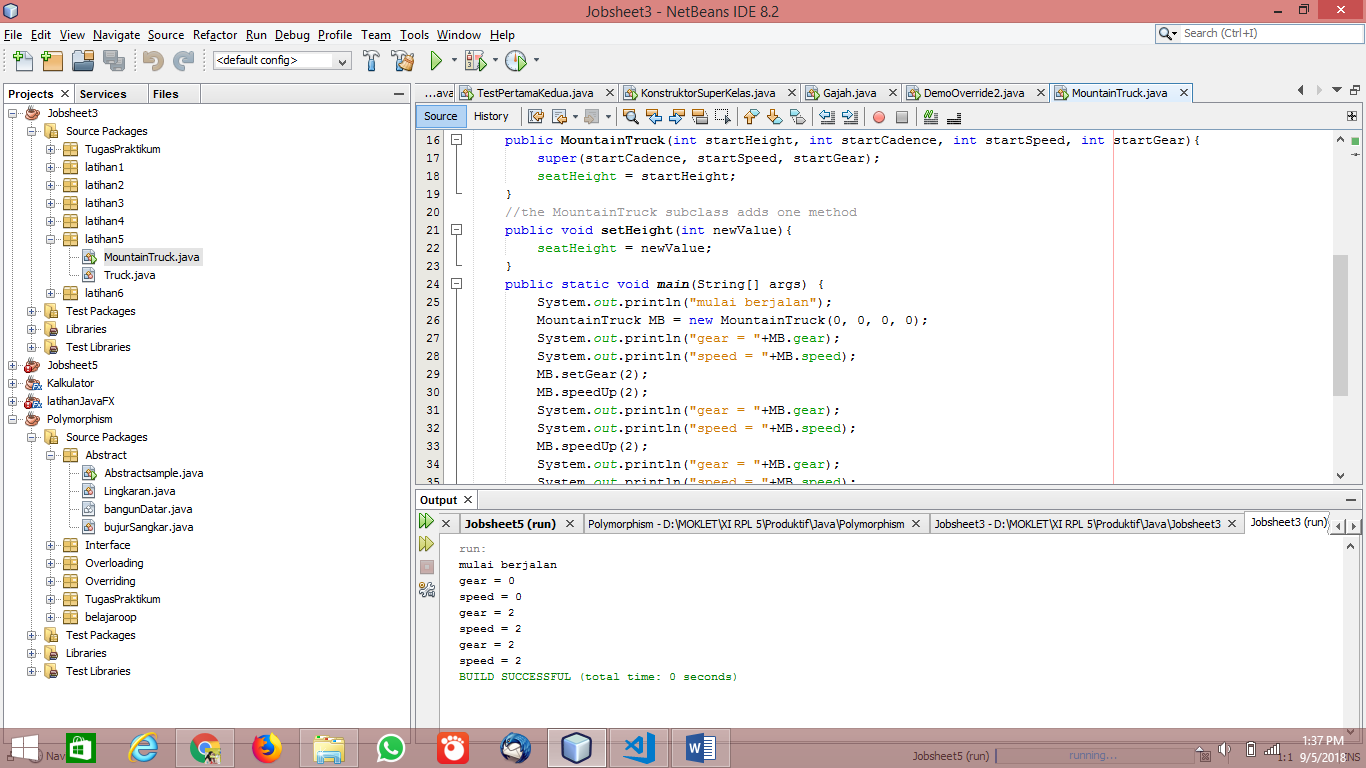 Jobsheet3 - NetBeans IDE 8.2
File Edit View Navigate Source Refactor Run Debug Profile Team Tools Window Help
Search (Ctrl+I)
<default config>
Projects Services Files
Jobsheet3
Source Packages
TugasPraktikum
latihan1
latihan2
latihan3
latihan4
latihan5
MountainTruck.java
Truck.java
latihan6
Test Packages
Libraries
Test Libraries
Jobsheet5
Kalkulator
latihanJavaFX
Polymorphism
Source Packages
Abstract
Abstractsample.java
Lingkaran.java
bangunDatar.java
bujurSangkar.java
Interface
Overloading
Overriding
TugasPraktikum
belajaroop
Test Packages
Libraries
Test Libraries
...ava TestPertamaKedua.java KonstruktorSuperKelas.java Gajah.java DemoOverride2.java MountainTruck.java
Source History
16 public MountainTruck(int startHeight, int startCadence, int startSpeed, int startGear){
17 super(startCadence, startSpeed, startGear);
18 seatHeight = startHeight;
19 }
20 //the MountainTruck subclass adds one method
21 public void setHeight(int newValue){
22 seatHeight = newValue;
23 }
24 public static void main(String[] args) {
25 System.out.println("mulai berjalan");
26 MountainTruck MB = new MountainTruck(0, 0, 0, 0);
27 System.out.println("gear = "+MB.gear);
28 System.out.println("speed = "+MB.speed);
29 MB.setGear(2);
30 MB.speedUp(2);
31 System.out.println("gear = "+MB.gear);
32 System.out.println("speed = "+MB.speed);
33 MB.speedUp(2);
34 System.out.println("gear = "+MB.gear);
35 System.out.println("speed = "+MB.speed);
Output
Jobsheet5 (run) Polymorphism - D:\MOKLET\XI RPL 5\Produktif\Java\Polymorphism Jobsheet3 - D:\MOKLET\XI RPL 5\Produktif\Java\Jobsheet3 Jobsheet3 (run)
run:
mulai berjalan
gear = 0
speed = 0
gear = 2
speed = 2
gear = 2
speed = 2
BUILD SUCCESSFUL (total time: 0 seconds)
Nav
Jobsheet5 (run) running... 1:1 NS
1:37 PM
9/5/2018